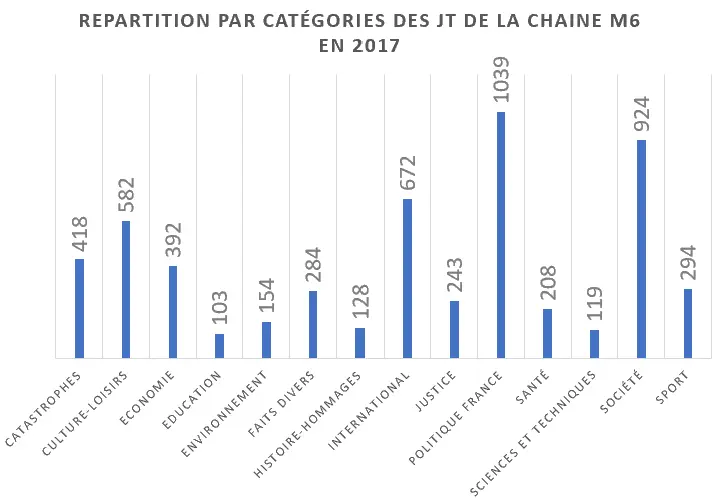 REPARTITION PAR CATÉGORIES DES JT DE LA CHAINE M6
EN 2017
418
582
392
103
154
284
128
672
243
1039
208
119
924
294
CATASTROPHES
CULTURE-LOISIRS
ECONOMIE
EDUCATION
ENVIRONNEMENT
FAITS DIVERS
HISTOIRE-HOMMAGES
INTERNATIONAL
JUSTICE
POLITIQUE FRANCE
SANTÉ
SCIENCES ET TECHNIQUES
SOCIÉTÉ
SPORT